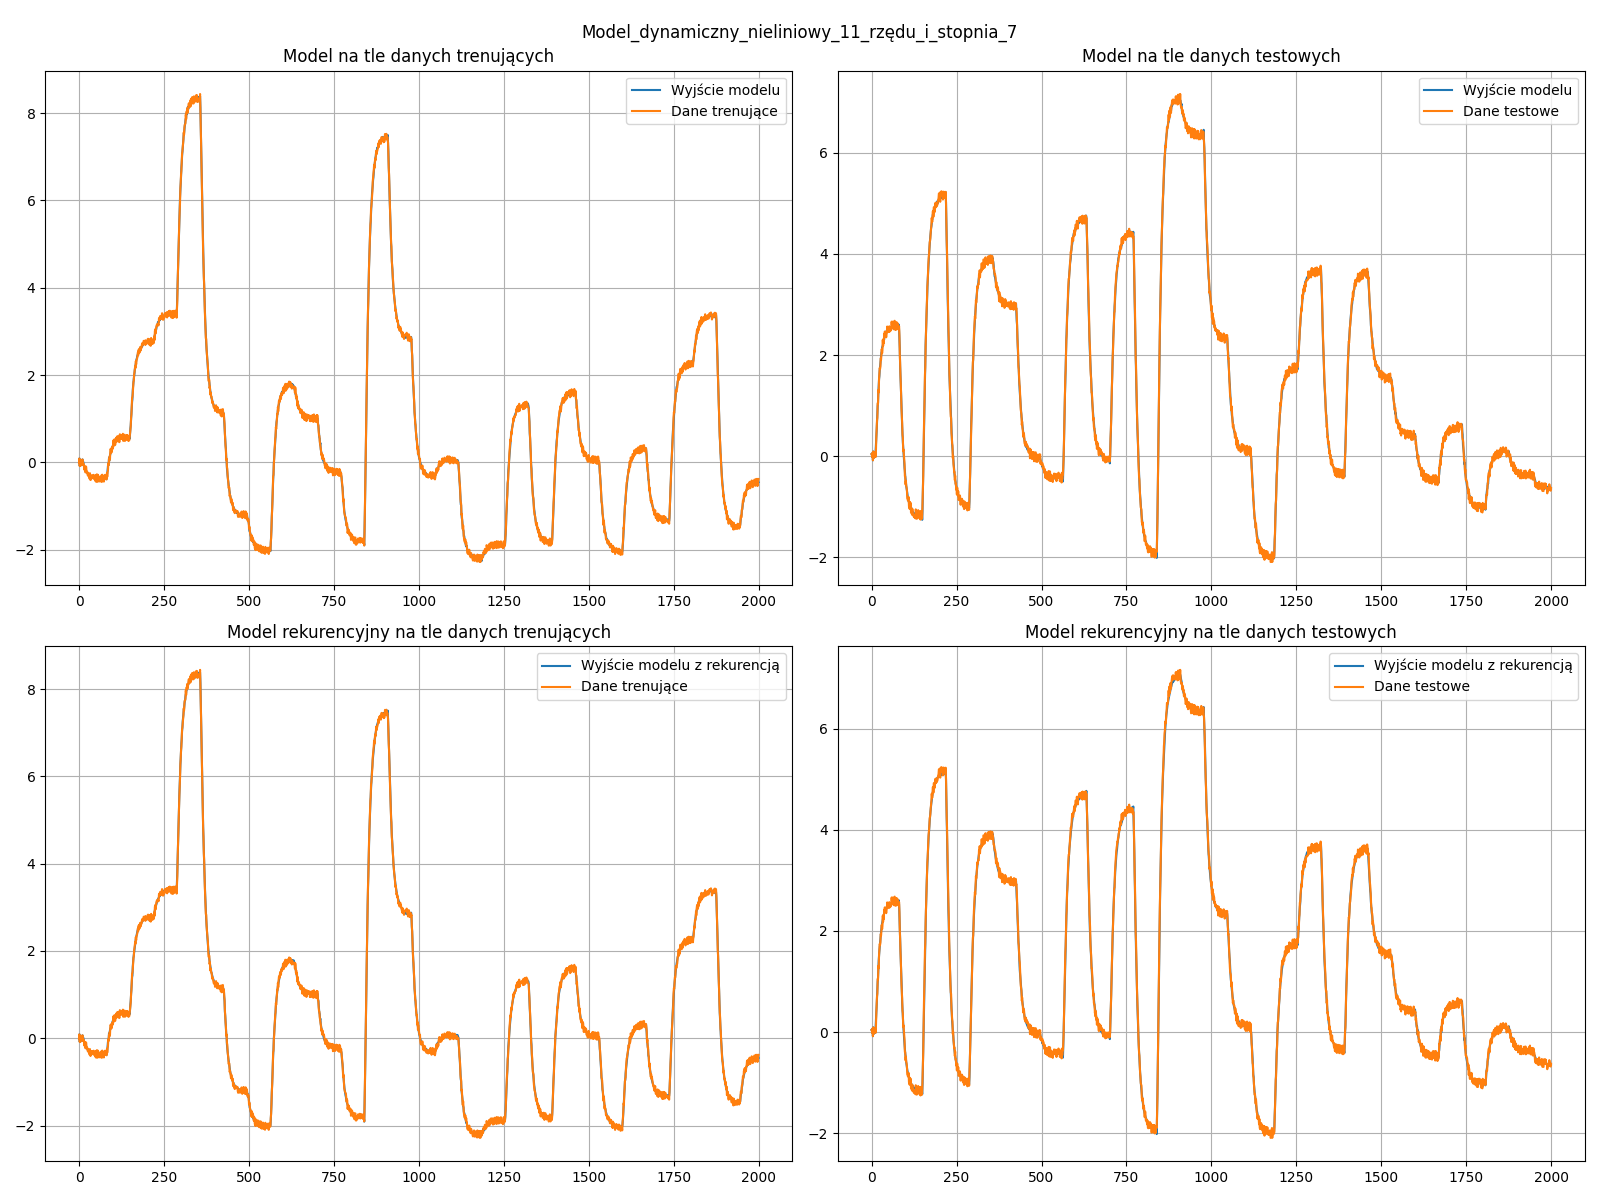 Model_dynamiczny_nieliniowy_11_rzędu_i_stopnia_7
Model na tle danych trenujących
Wyjście modelu
Dane trenujące
8
6
4
2
0
−2
0 250 500 750 1000 1250 1500 1750 2000
Model na tle danych testowych
Wyjście modelu
Dane testowe
6
4
2
0
−2
0 250 500 750 1000 1250 1500 1750 2000
Model rekurencyjny na tle danych trenujących
Wyjście modelu z rekurencją
Dane trenujące
8
6
4
2
0
−2
0 250 500 750 1000 1250 1500 1750 2000
Model rekurencyjny na tle danych testowych
Wyjście modelu z rekurencją
Dane testowe
6
4
2
0
−2
0 250 500 750 1000 1250 1500 1750 2000